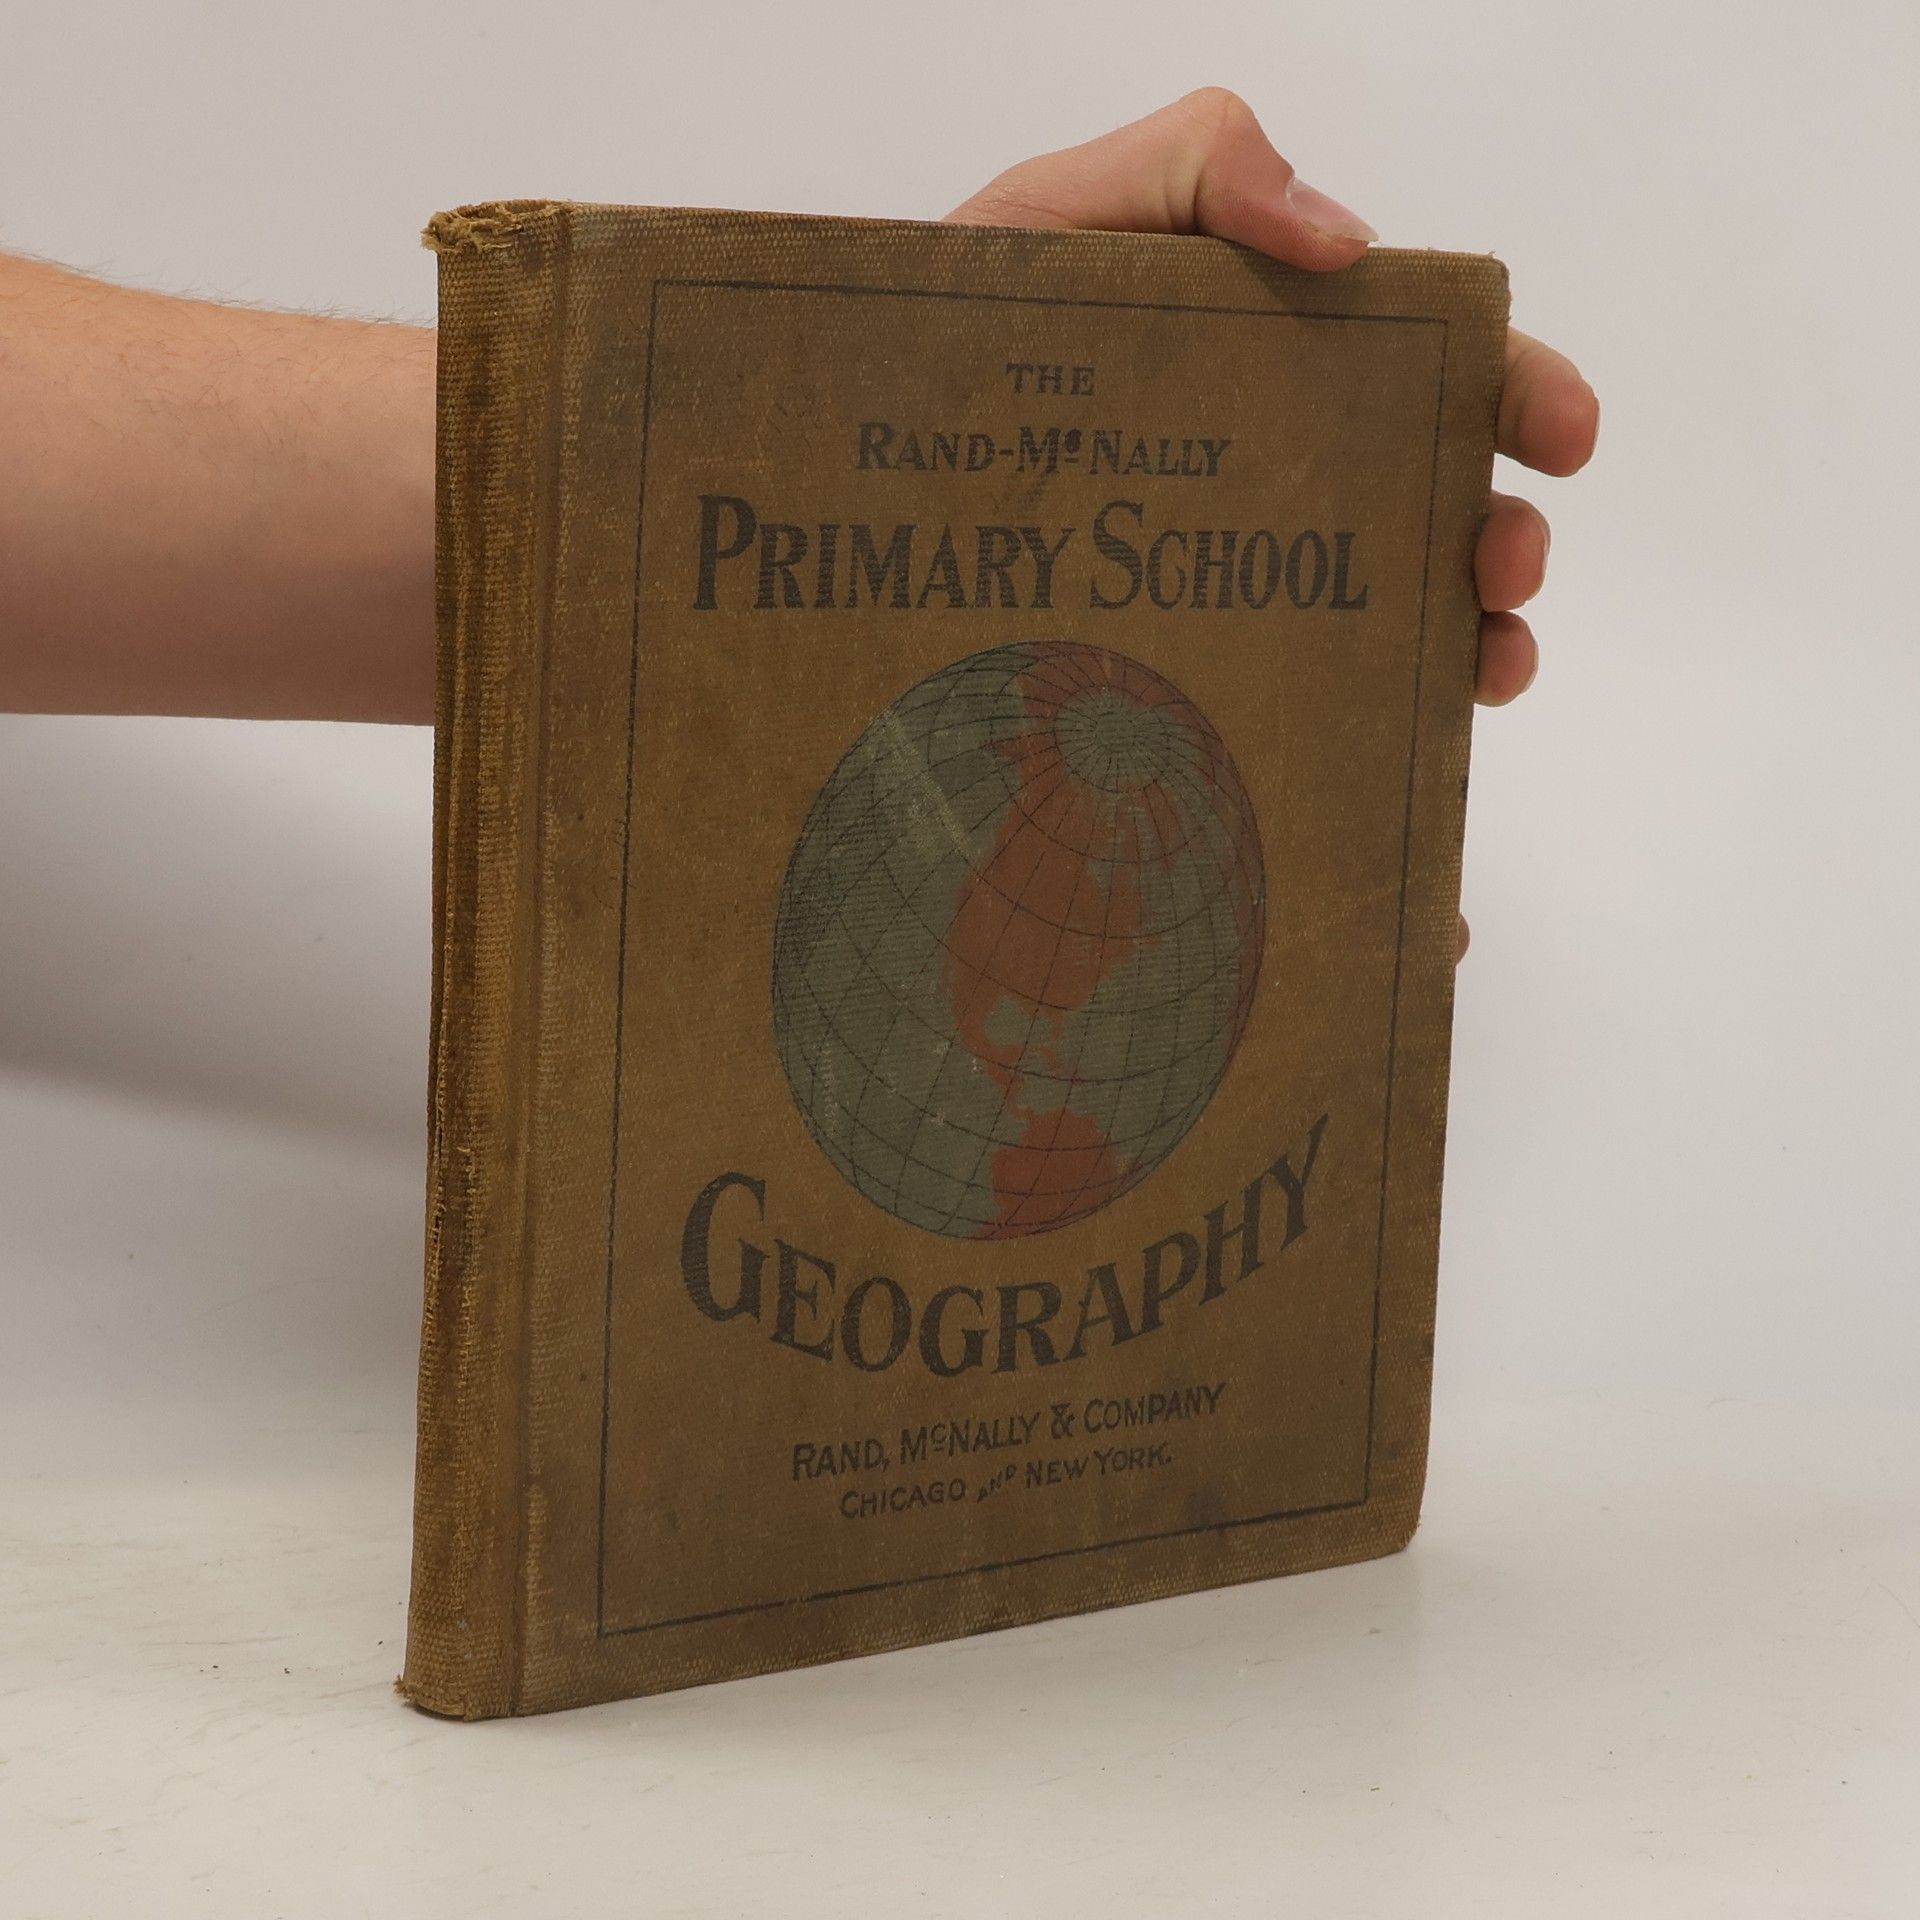 THE
RAND-McNALLY
PRIMARY SCHOOL
GEOGRAPHY
RAND, McNALLY & COMPANY
CHICAGO AND NEW YORK.